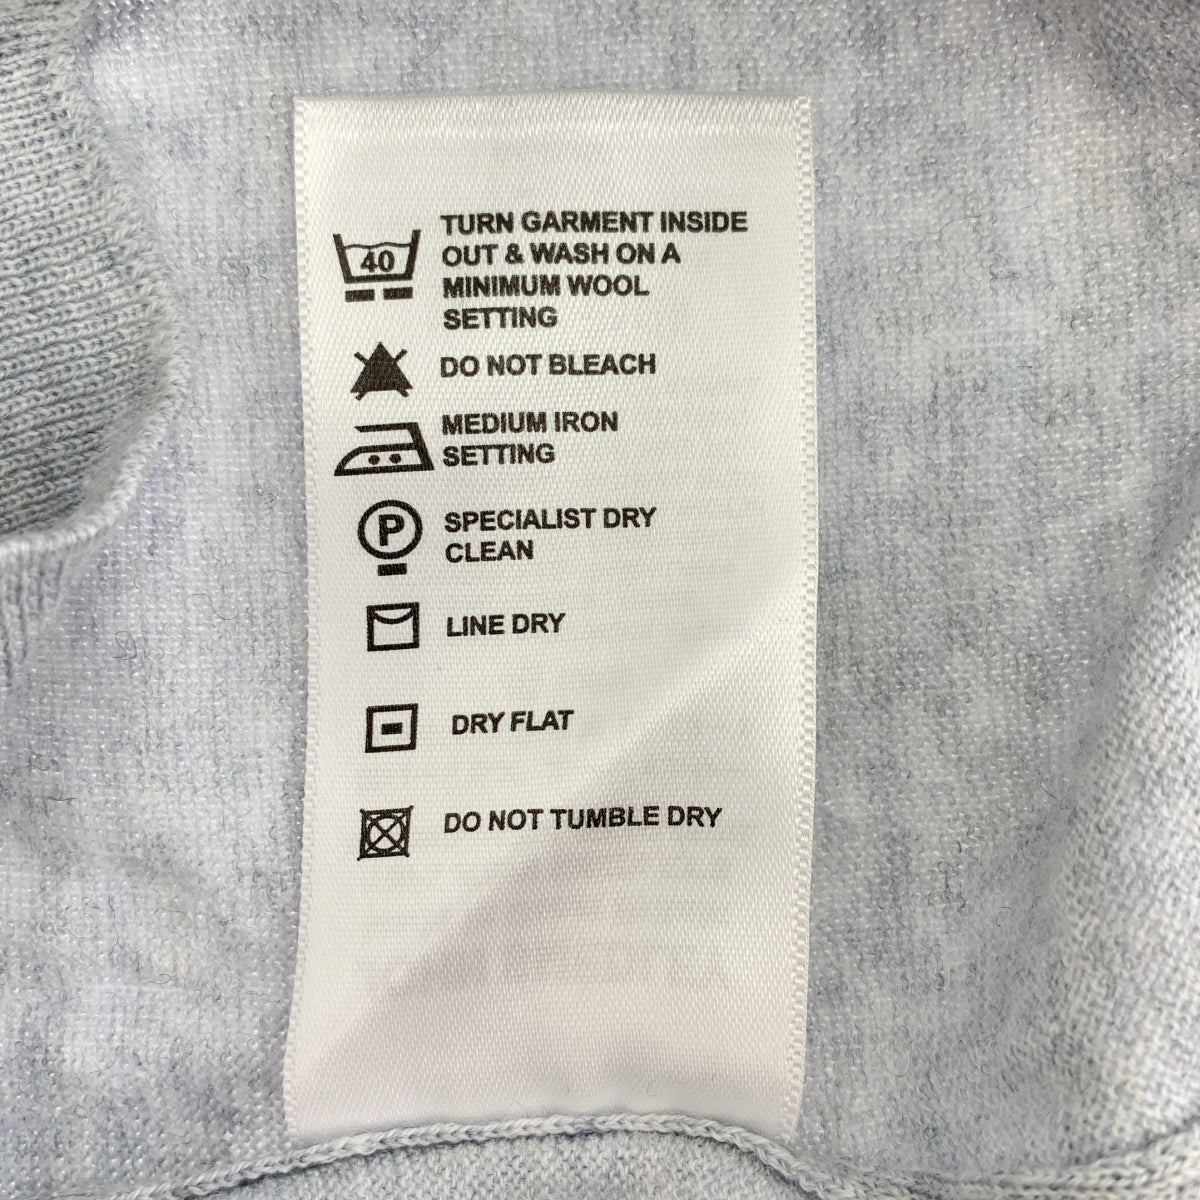 40
TURN GARMENT INSIDE
OUT & WASH ON A
MINIMUM WOOL
SETTING
DO NOT BLEACH
MEDIUM IRON
SETTING
P
SPECIALIST DRY
CLEAN
LINE DRY
DRY FLAT
DO NOT TUMBLE DRY